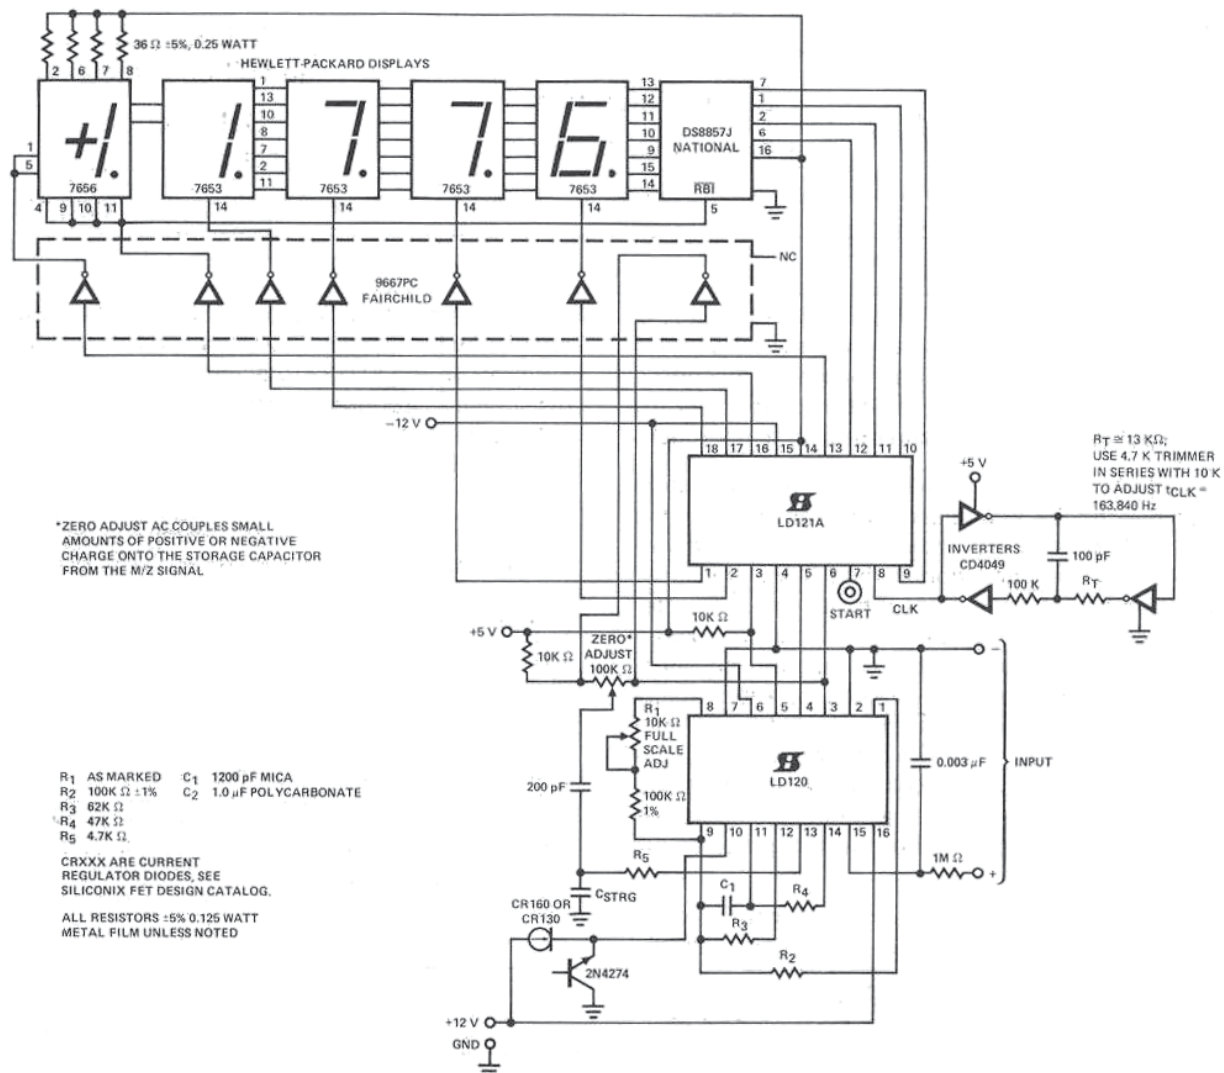 36 Ω ±5%, 0.25 WATT
2 6 7 8
HEWLETT-PACKARD DISPLAYS
1
5
+1.
7656
4 9 10 11
1.
7653
14
1
13
10
8
7
2
11
7.
7653
14
7.
7653
14
6.
7653
14
13
12
11
10
9
15
14
DS8857J
NATIONAL
RBI
5
7
1
2
6
16
NC
9667PC
FAIRCHILD
−12 V
18 17 16 15 14 13 12 11 10
LD121A
1 2 3 4 5 6 7 8 9
START
CLK
+5 V
INVERTERS
CD4049
100 pF
100 K
RT
RT ≅ 13 KΩ;
USE 4.7 K TRIMMER
IN SERIES WITH 10 K
TO ADJUST tCLK =
163,840 Hz
*ZERO ADJUST AC COUPLES SMALL
AMOUNTS OF POSITIVE OR NEGATIVE
CHARGE ONTO THE STORAGE CAPACITOR
FROM THE M/Z SIGNAL
+5 V
10K Ω
10K Ω
ZERO*
ADJUST
100K Ω
R1
10K Ω
FULL
SCALE
ADJ
100K Ω
1%
200 pF
8 7 6 5 4 3 2 1
LD120
9 10 11 12 13 14 15 16
−
0.003 μF
INPUT
1M Ω
+
R5
CSTRG
C1
R4
R3
R2
CR160 OR
CR130
2N4274
+12 V
GND
R1 AS MARKED C1 1200 pF MICA
R2 100K Ω ±1% C2 1.0 μF POLYCARBONATE
R3 62K Ω
R4 47K Ω
R5 4.7K Ω
CRXXX ARE CURRENT
REGULATOR DIODES, SEE
SILICONIX FET DESIGN CATALOG.
ALL RESISTORS ±5% 0.125 WATT
METAL FILM UNLESS NOTED